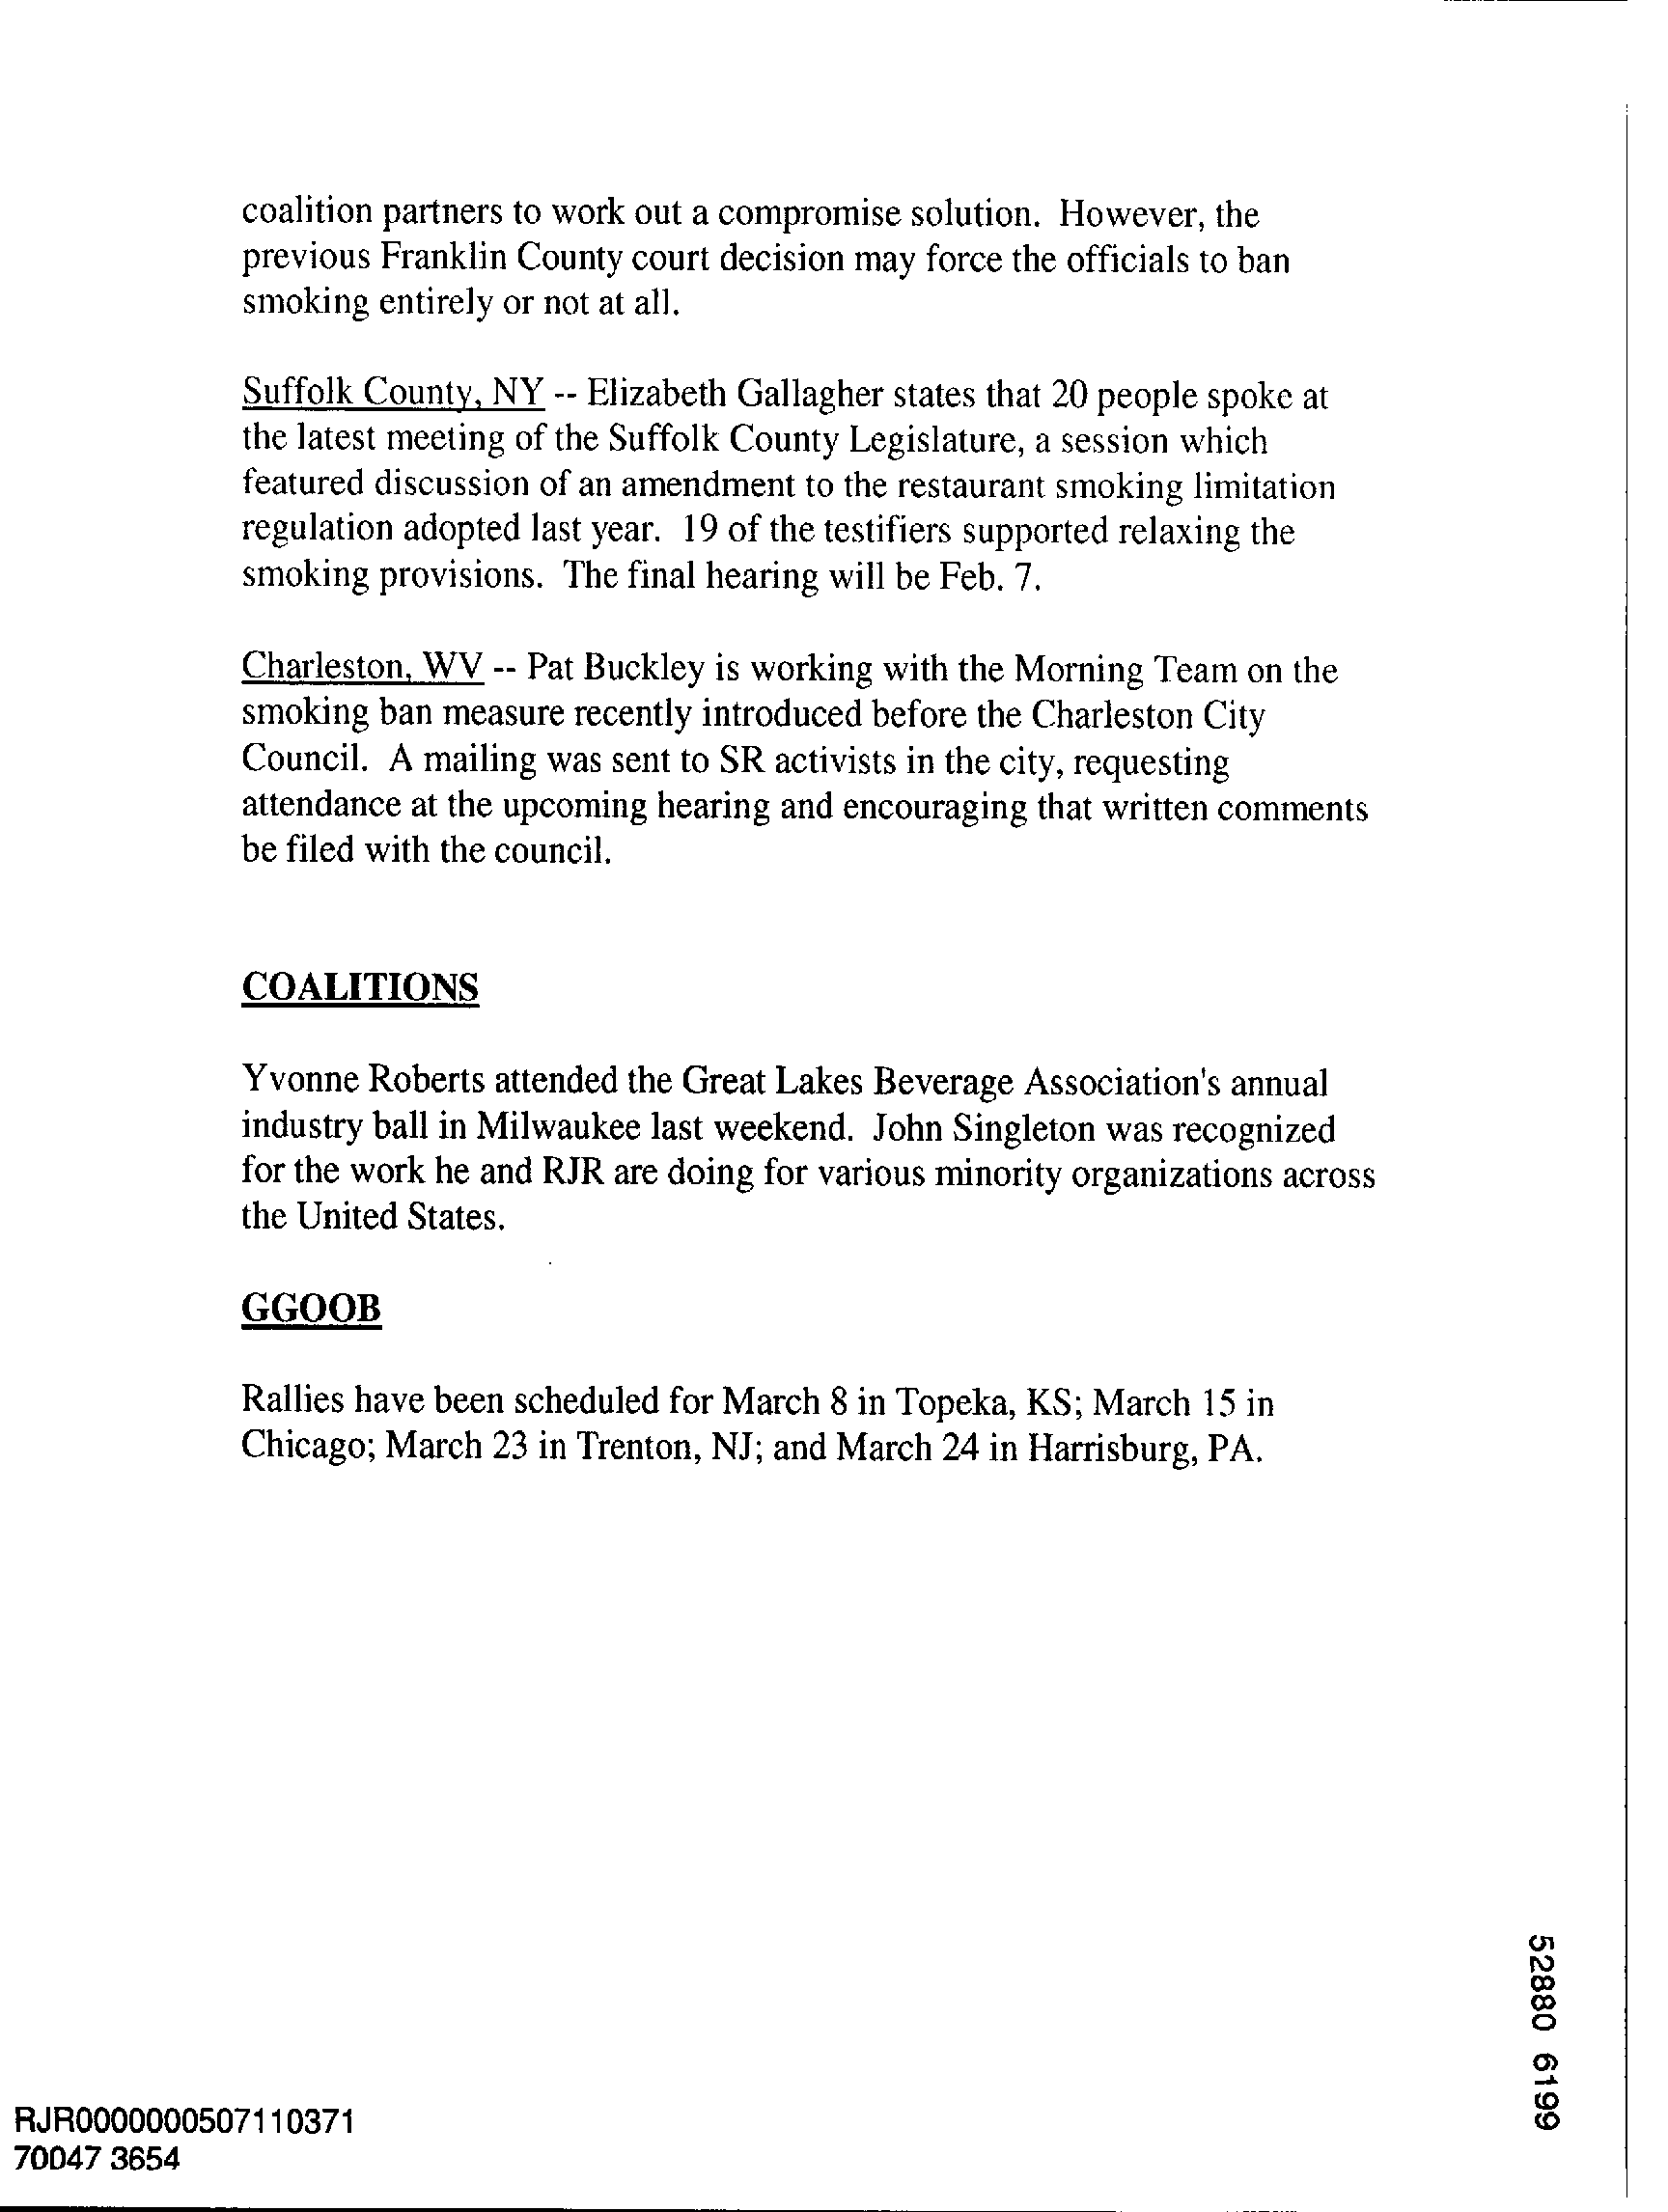 coalition partners to work out a compromise solution. However, the
previous Franklin County court decision may force the officials to ban
smoking entirely or not at all.
Suffolk County, NY -- Elizabeth Gallagher states that 20 people spoke at
the latest meeting of the Suffolk County Legislature, a session which
featured discussion of an amendment to the restaurant smoking limitation
regulation adopted last year. 19 of the testifiers supported relaxing the
smoking provisions. The final hearing will be Feb. 7.
Charleston, WV -- Pat Buckley is working with the Morning Team on the
smoking ban measure recently introduced before the Charleston City
Council. A mailing was sent to SR activists in the city, requesting
attendance at the upcoming hearing and encouraging that written comments
be filed with the council.
COALITIONS
Yvonne Roberts attended the Great Lakes Beverage Association's annual
industry ball in Milwaukee last weekend. John Singleton was recognized
for the work he and RJR are doing for various minority organizations across
the United States.
GGOOB
Rallies have been scheduled for March 8 in Topeka, KS; March 15 in
Chicago; March 23 in Trenton, NJ; and March 24 in Harrisburg, PA.
52880 6199
RJR0000000507110371
70047 3654